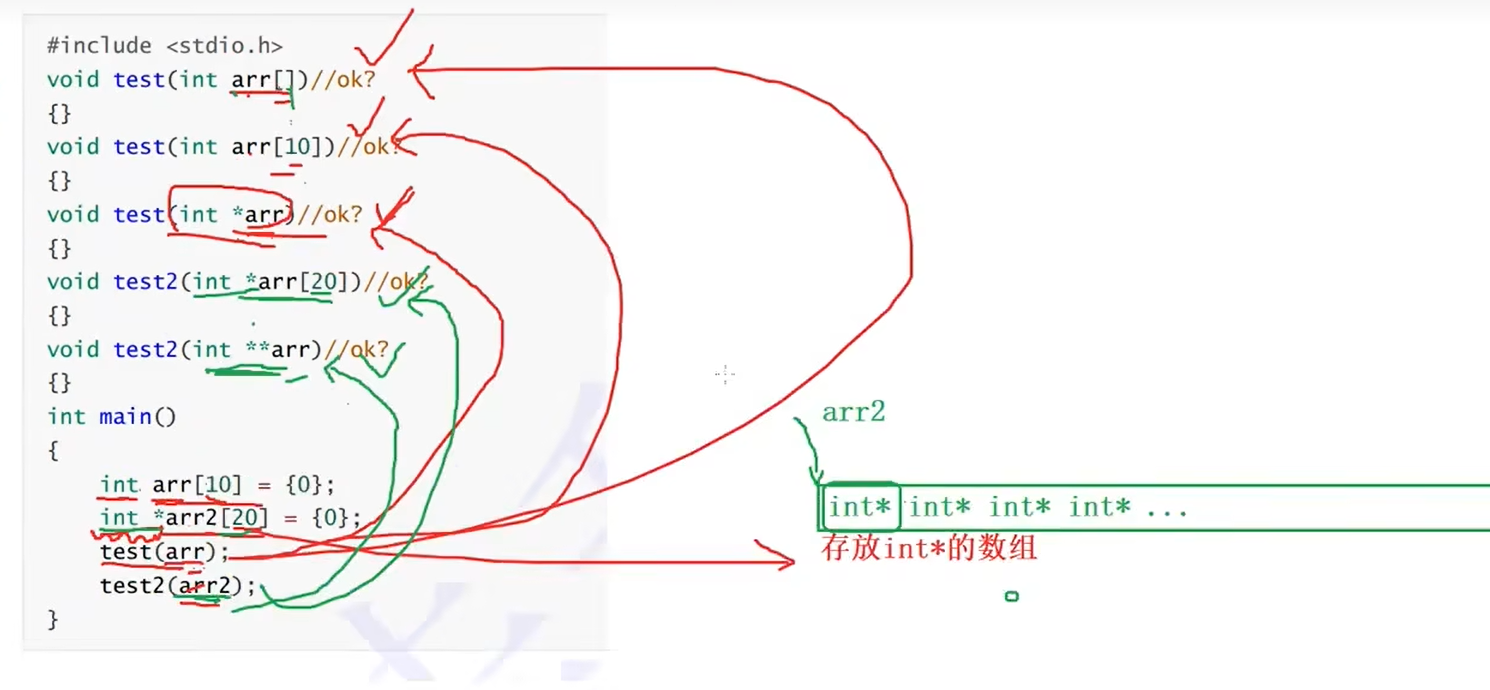 #include <stdio.h>
void test(int arr[])//ok?
{}
void test(int arr[10])//ok?
{}
void test(int *arr)//ok?
{}
void test2(int *arr[20])//ok?
{}
void test2(int **arr)//ok?
{}
int main()
{
int arr[10] = {0};
int *arr2[20] = {0};
test(arr);
test2(arr2);
}
arr2
int* int* int* int* ...
存放int*的数组